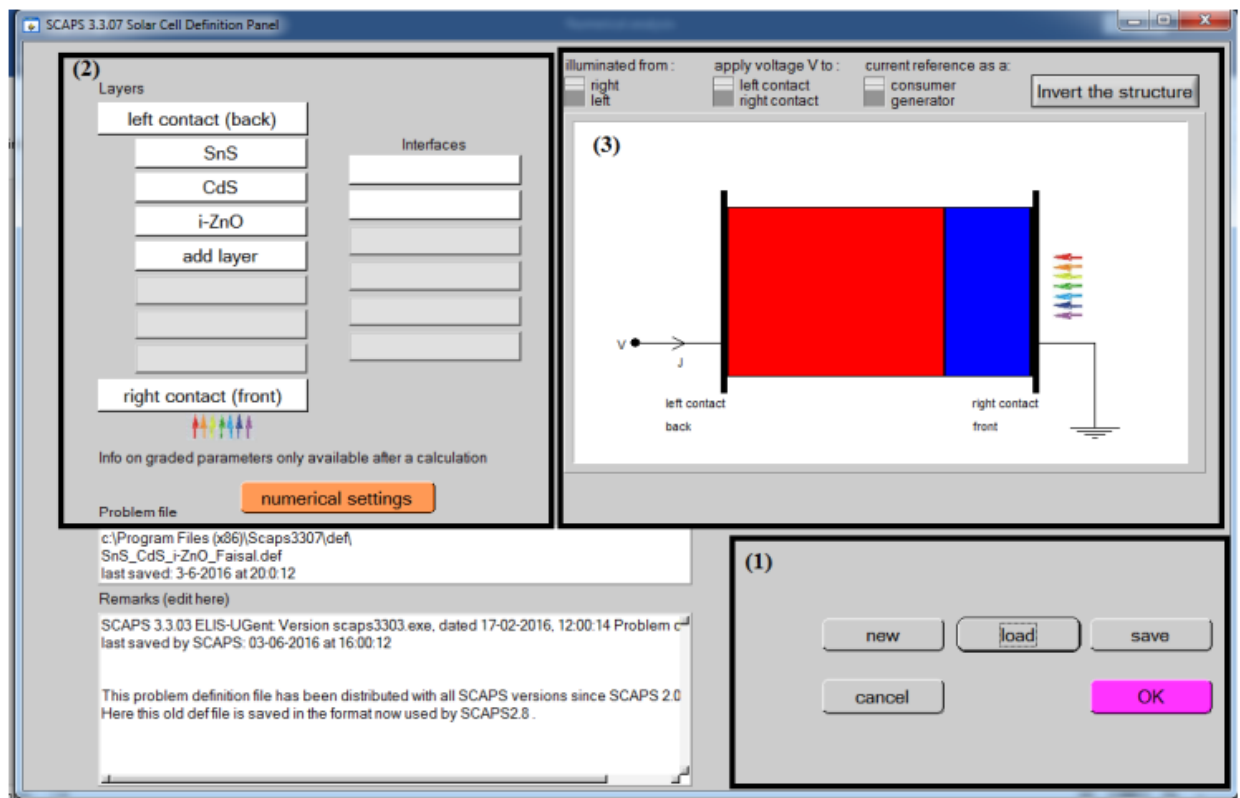 SCAPS 3.3.07 Solar Cell Definition Panel
(2)
Layers
left contact (back)
SnS
CdS
i-ZnO
add layer
right contact (front)
Interfaces
Info on graded parameters only available after a calculation
numerical settings
illuminated from :
right
left
apply voltage V to :
left contact
right contact
current reference as a:
consumer
generator
Invert the structure
(3)
V
J
left contact
back
right contact
front
Problem file
c:\Program Files (x86)\Scaps3307\def\
SnS_CdS_i-ZnO_Faisal.def
last saved: 3-6-2016 at 20:0:12
Remarks (edit here)
SCAPS 3.3.03 ELIS-UGent: Version scaps3303.exe, dated 17-02-2016, 12:00:14 Problem c
last saved by SCAPS: 03-06-2016 at 16:00:12
This problem definition file has been distributed with all SCAPS versions since SCAPS 2.0
Here this old def file is saved in the format now used by SCAPS2.8 .
(1)
new
load
save
cancel
OK